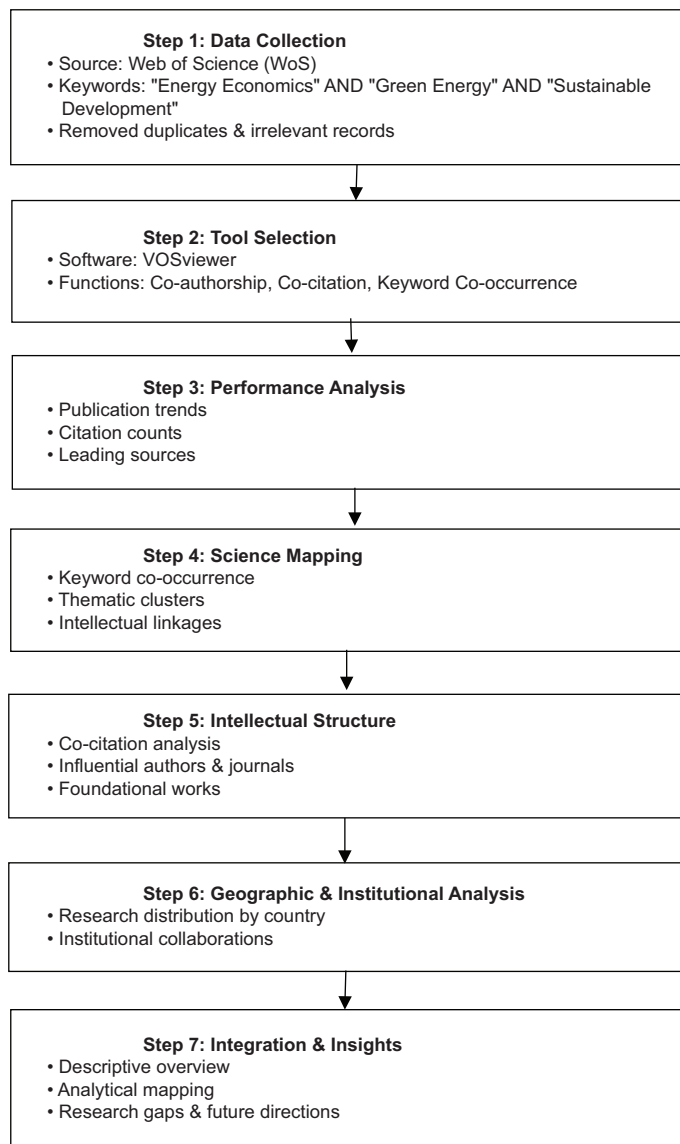 Step 1: Data Collection
• Source: Web of Science (WoS)
• Keywords: "Energy Economics" AND "Green Energy" AND "Sustainable
Development"
• Removed duplicates & irrelevant records
Step 2: Tool Selection
• Software: VOSviewer
• Functions: Co-authorship, Co-citation, Keyword Co-occurrence
Step 3: Performance Analysis
• Publication trends
• Citation counts
• Leading sources
Step 4: Science Mapping
• Keyword co-occurrence
• Thematic clusters
• Intellectual linkages
Step 5: Intellectual Structure
• Co-citation analysis
• Influential authors & journals
• Foundational works
Step 6: Geographic & Institutional Analysis
• Research distribution by country
• Institutional collaborations
Step 7: Integration & Insights
• Descriptive overview
• Analytical mapping
• Research gaps & future directions